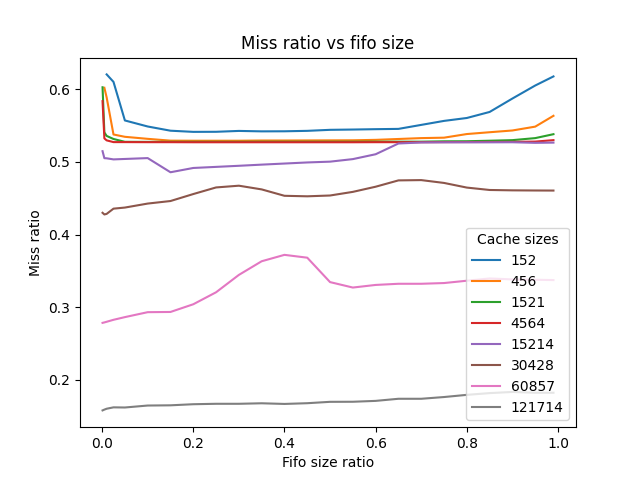 Miss ratio vs fifo size
Miss ratio
0.6
0.5
0.4
0.3
0.2
Cache sizes
152
456
1521
4564
15214
30428
60857
121714
0.0 0.2 0.4 0.6 0.8 1.0
Fifo size ratio